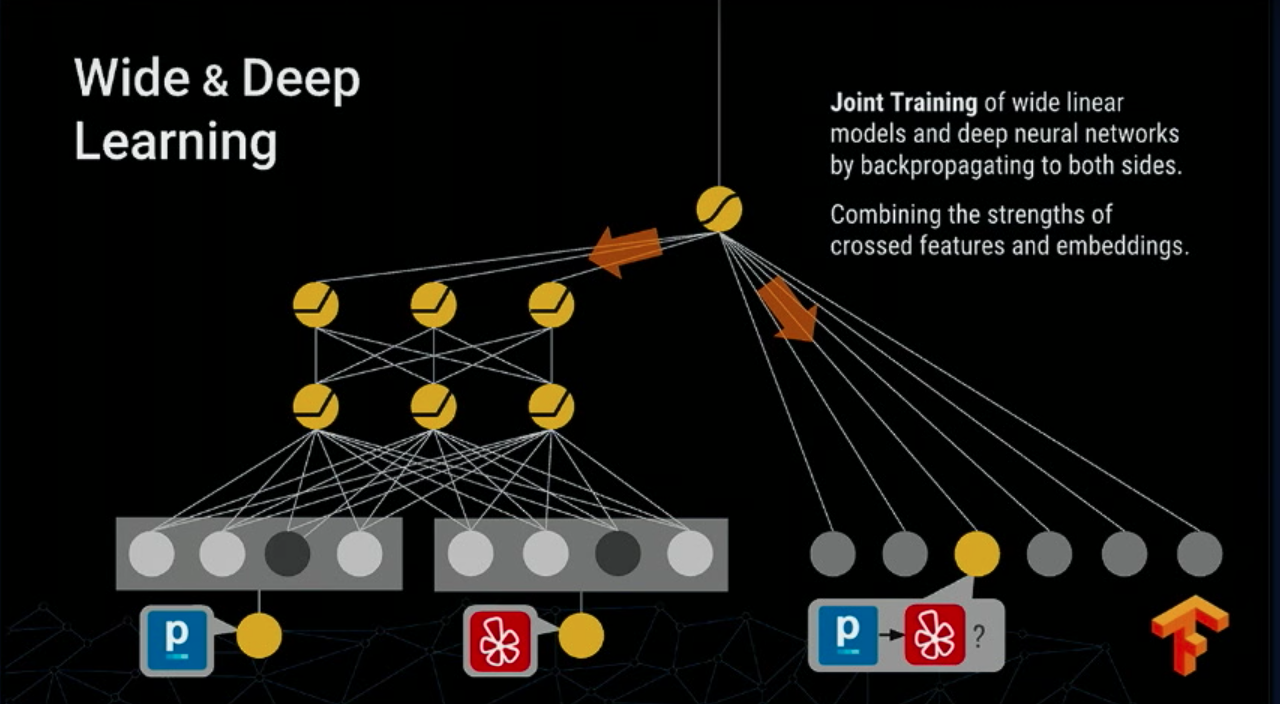 Wide & Deep
Learning
Joint Training of wide linear
models and deep neural networks
by backpropagating to both sides.
Combining the strengths of
crossed features and embeddings.
p
p
?